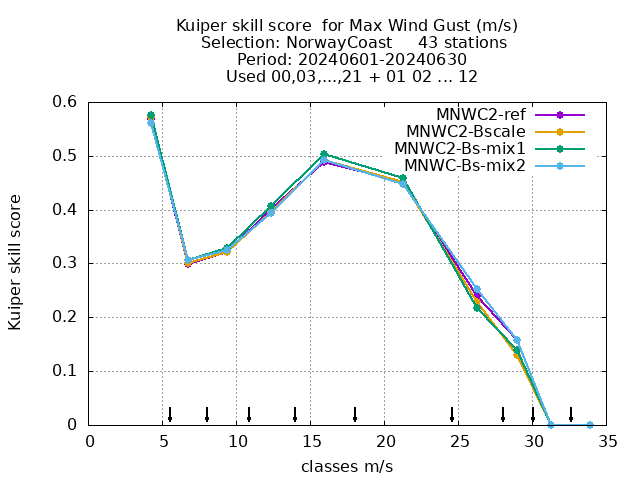 Kuiper skill score  for Max Wind Gust (m/s)
Selection: NorwayCoast     43 stations
Period: 20240601-20240630
Used 00,03,...,21 + 01 02 ... 12
MNWC2-ref
MNWC2-Bscale
MNWC2-Bs-mix1
MNWC-Bs-mix2
Kuiper skill score
0.6
0.5
0.4
0.3
0.2
0.1
0
0 5 10 15 20 25 30 35
classes m/s